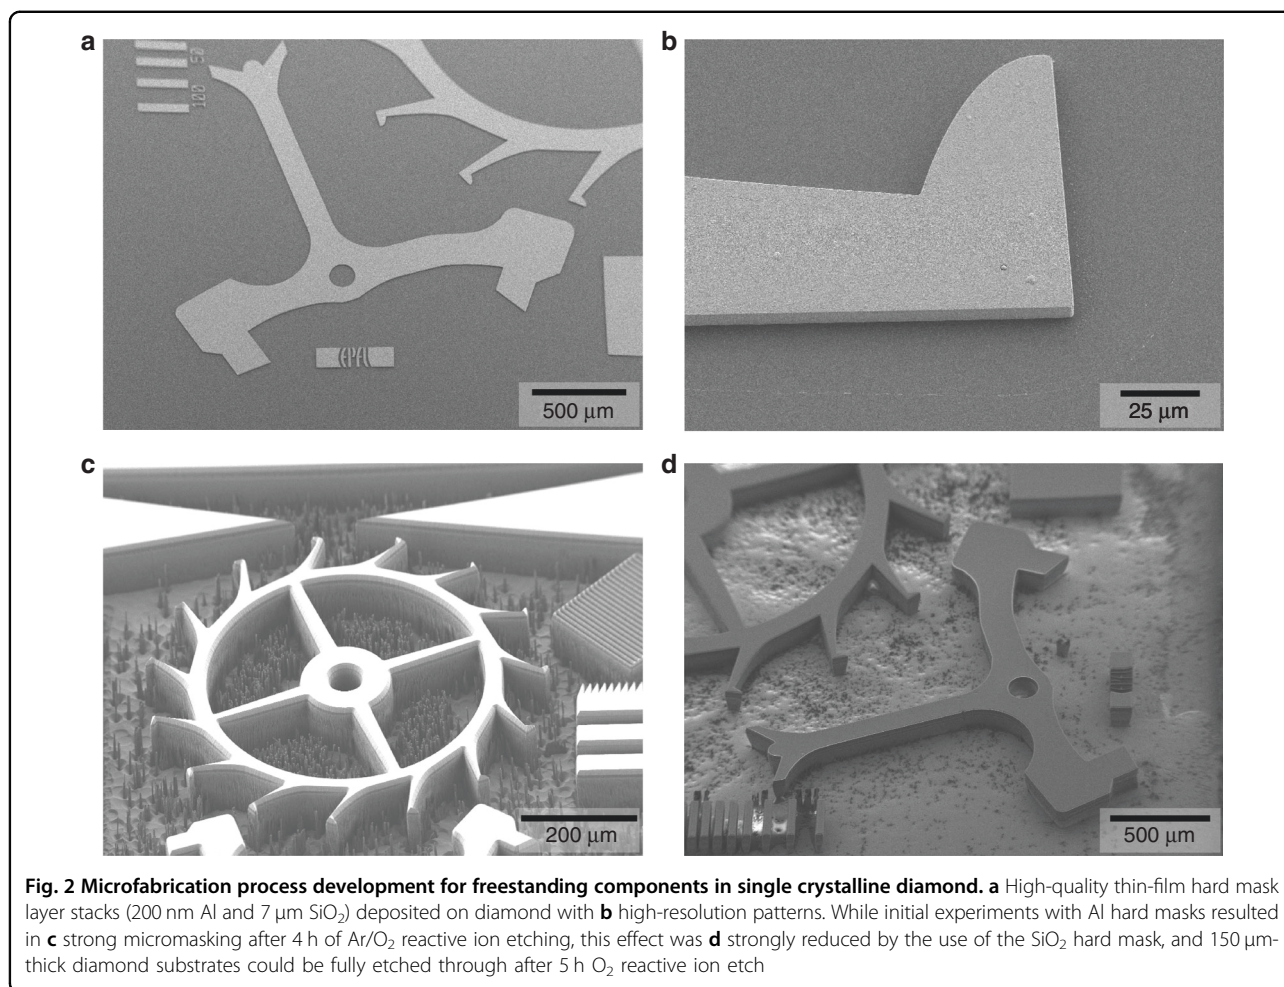 a
50
100
EPFL
500 μm
b
25 μm
c
200 μm
d
500 μm
Fig. 2 Microfabrication process development for freestanding components in single crystalline diamond. a High-quality thin-film hard mask
layer stacks (200 nm Al and 7 μm SiO₂) deposited on diamond with b high-resolution patterns. While initial experiments with Al hard masks resulted
in c strong micromasking after 4 h of Ar/O₂ reactive ion etching, this effect was d strongly reduced by the use of the SiO₂ hard mask, and 150 μm-
thick diamond substrates could be fully etched through after 5 h O₂ reactive ion etch